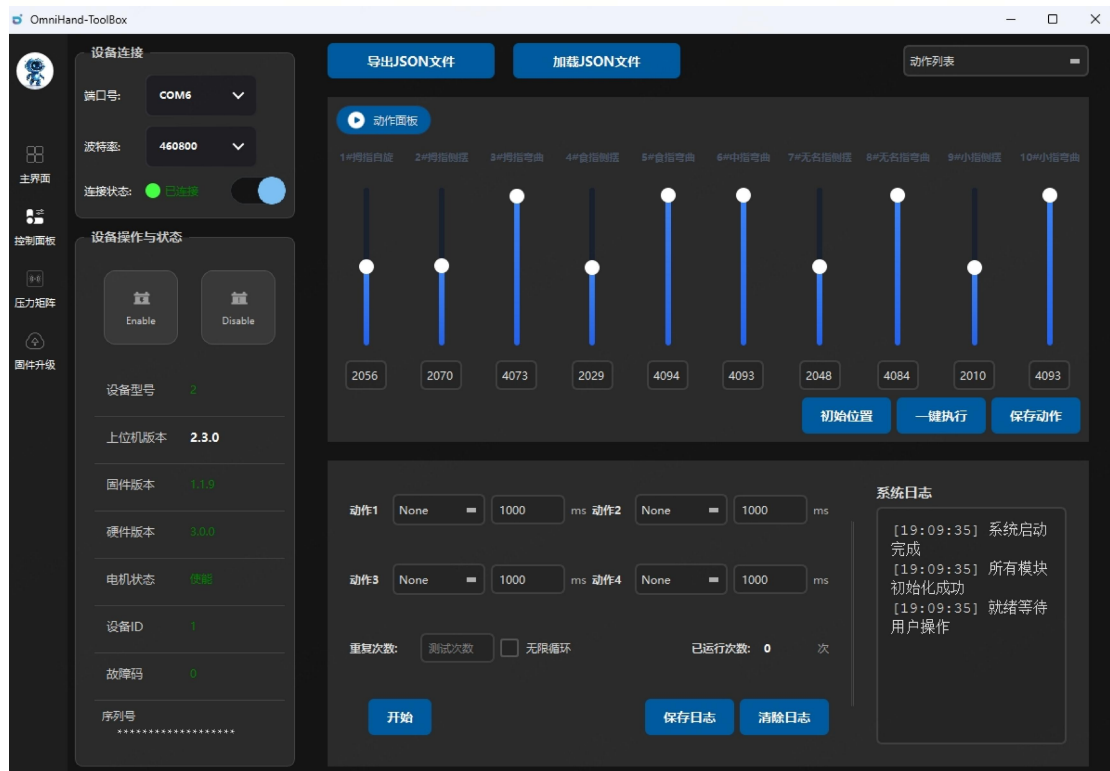 OmniHand-ToolBox
主界面
控制面板
压力矩阵
固件升级
设备连接
端口号: COM6
波特率: 460800
连接状态: 已连接
设备操作与状态
Enable Disable
设备型号 2
上位机版本 2.3.0
固件版本 1.1.9
硬件版本 3.0.0
电机状态 使能
设备ID 1
故障码 0
序列号
*******************
导出JSON文件 加载JSON文件 动作列表
动作面板
1#拇指自旋 2#拇指侧摆 3#拇指弯曲 4#食指侧摆 5#食指弯曲 6#中指弯曲 7#无名指侧摆 8#无名指弯曲 9#小指侧摆 10#小指弯曲
2056 2070 4073 2029 4094 4093 2048 4084 2010 4093
初始位置 一键执行 保存动作
动作1 None 1000 ms 动作2 None 1000 ms
动作3 None 1000 ms 动作4 None 1000 ms
重复次数: 测试次数 无限循环 已运行次数: 0 次
开始 保存日志 清除日志
系统日志
[19:09:35] 系统启动
完成
[19:09:35] 所有模块
初始化成功
[19:09:35] 就绪等待
用户操作